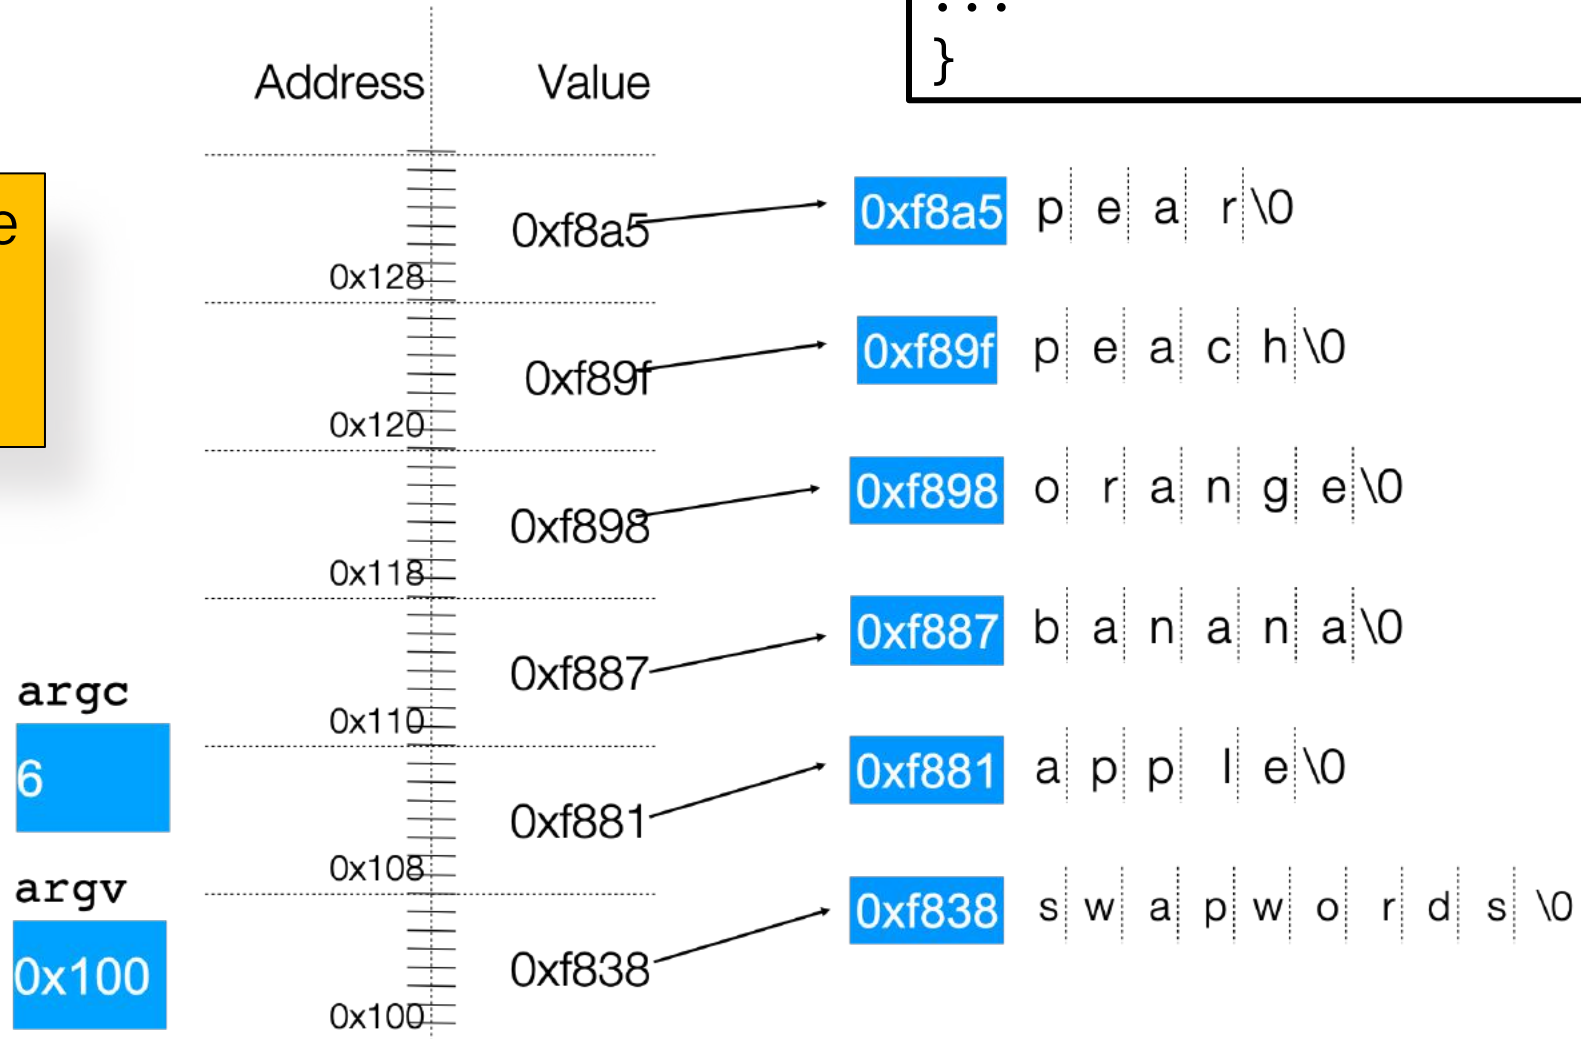 ...
}
Address Value
e
0xf8a5 0xf8a5 p e a r \0
0x128
0xf89f 0xf89f p e a c h \0
0x120
0xf898 0xf898 o r a n g e \0
0x118
0xf887 0xf887 b a n a n a \0
argc
0x110
6
0xf881 0xf881 a p p l e \0
0x108
argv
0xf838 0xf838 s w a p w o r d s \0
0x100
0x100